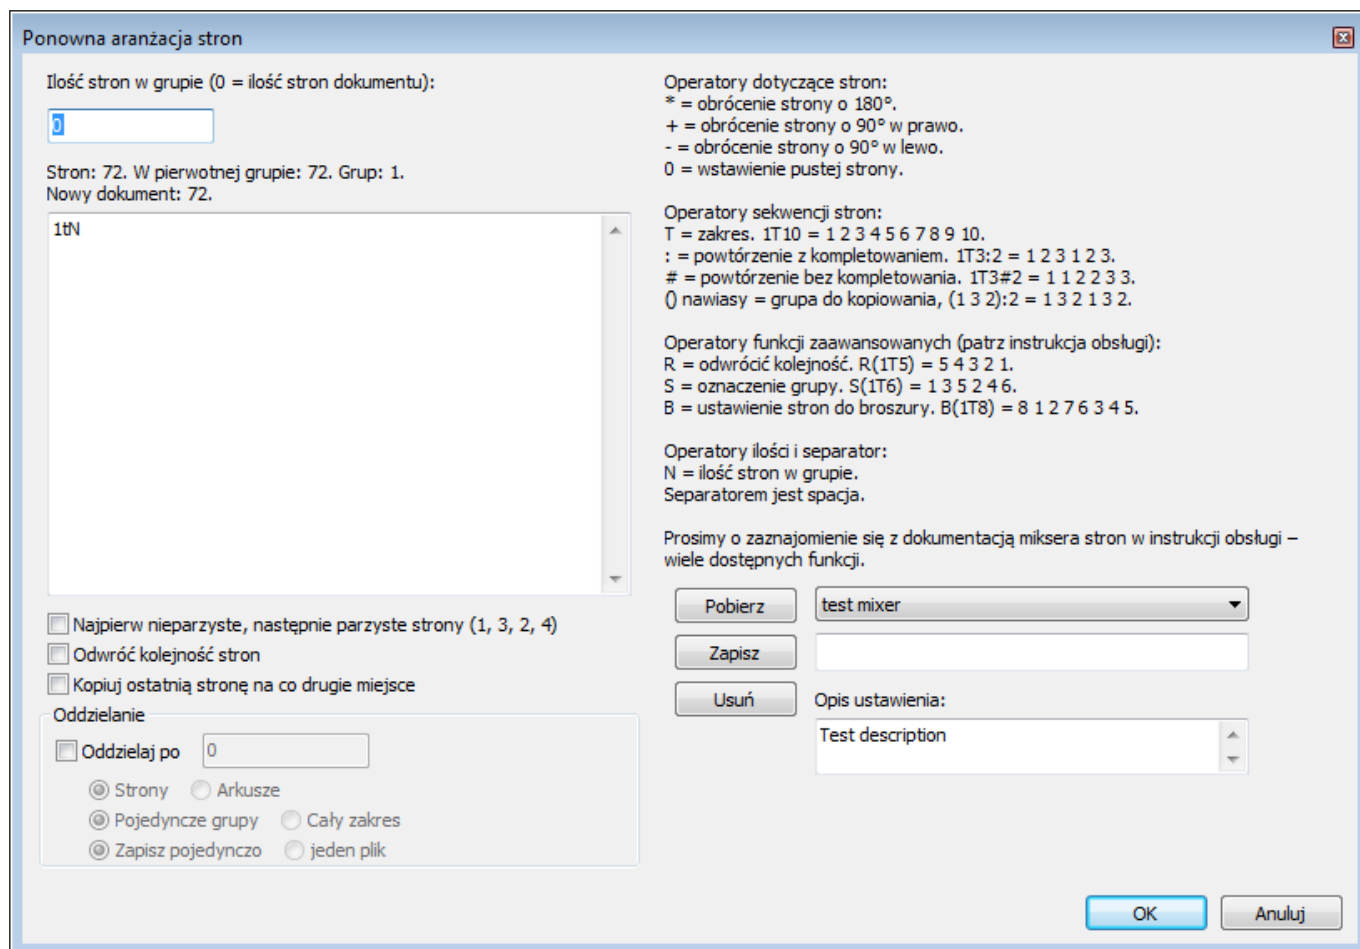 Ponowna aranżacja stron
Ilość stron w grupie (0 = ilość stron dokumentu):
0
Stron: 72. W pierwotnej grupie: 72. Grup: 1.
Nowy dokument: 72.
1tN
Najpierw nieparzyste, następnie parzyste strony (1, 3, 2, 4)
Odwróć kolejność stron
Kopiuj ostatnią stronę na co drugie miejsce
Oddzielanie
Oddzielaj po 0
Strony Arkusze
Pojedyncze grupy Cały zakres
Zapisz pojedynczo jeden plik
Operatory dotyczące stron:
* = obrócenie strony o 180°.
+ = obrócenie strony o 90° w prawo.
- = obrócenie strony o 90° w lewo.
0 = wstawienie pustej strony.
Operatory sekwencji stron:
T = zakres. 1T10 = 1 2 3 4 5 6 7 8 9 10.
: = powtórzenie z kompletowaniem. 1T3:2 = 1 2 3 1 2 3.
# = powtórzenie bez kompletowania. 1T3#2 = 1 1 2 2 3 3.
() nawiasy = grupa do kopiowania, (1 3 2):2 = 1 3 2 1 3 2.
Operatory funkcji zaawansowanych (patrz instrukcja obsługi):
R = odwrócić kolejność. R(1T5) = 5 4 3 2 1.
S = oznaczenie grupy. S(1T6) = 1 3 5 2 4 6.
B = ustawienie stron do broszury. B(1T8) = 8 1 2 7 6 3 4 5.
Operatory ilości i separator:
N = ilość stron w grupie.
Separatorem jest spacja.
Prosimy o zaznajomienie się z dokumentacją miksera stron w instrukcji obsługi –
wiele dostępnych funkcji.
Pobierz test mixer
Zapisz
Usuń Opis ustawienia:
Test description
OK Anuluj